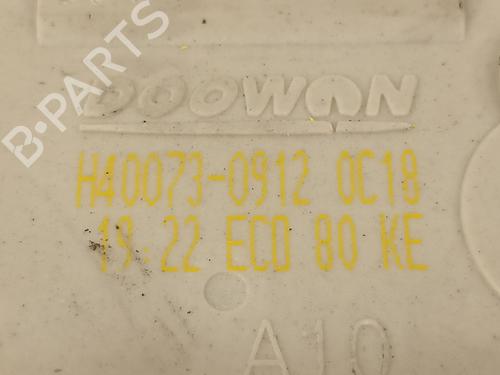 B-PARTS
DOOWON
H40073-0912 0C18
19:22 ECO 80 KE
A10